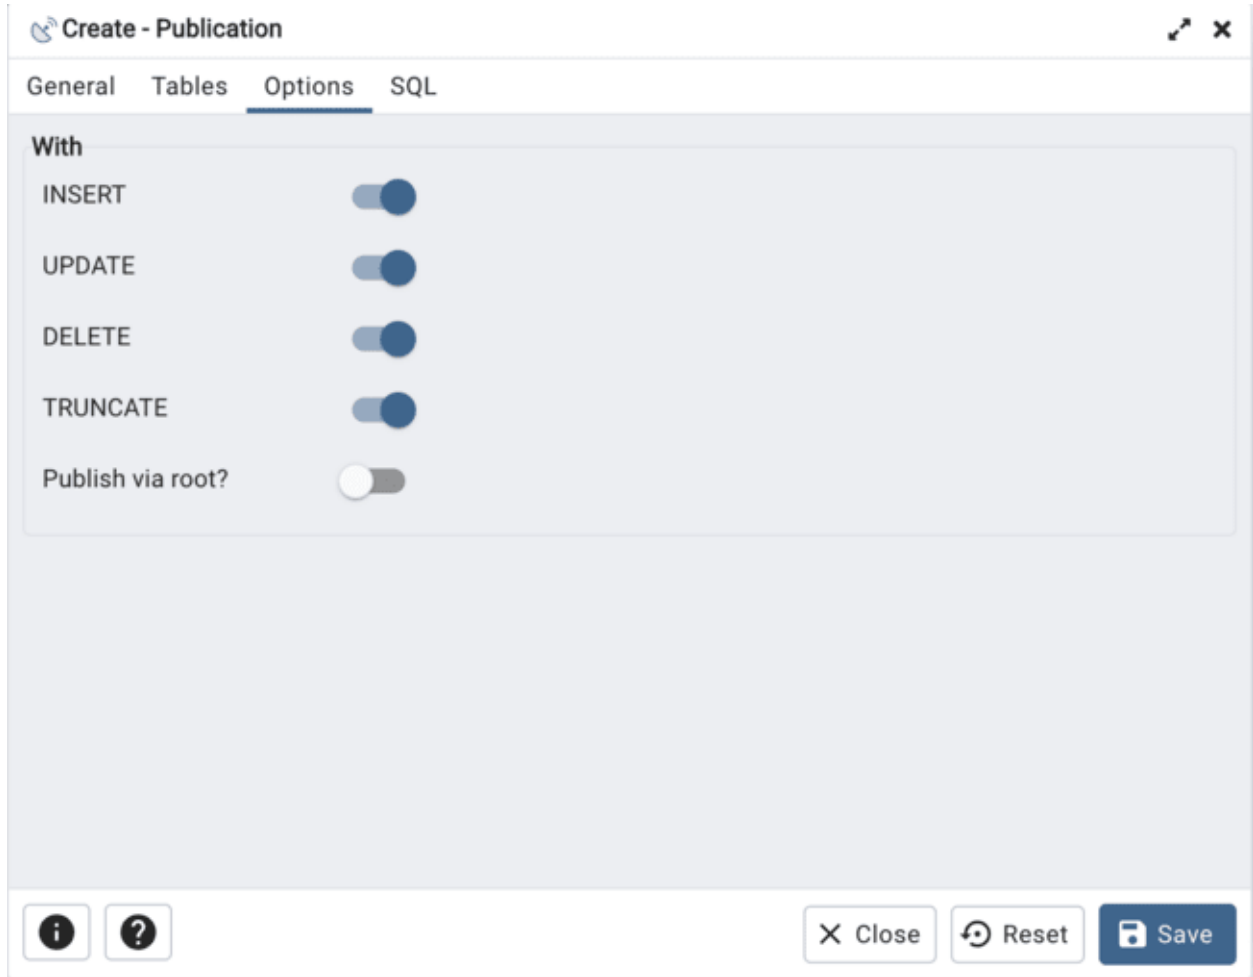 Create - Publication
General Tables Options SQL
With
INSERT
UPDATE
DELETE
TRUNCATE
Publish via root?
Close Reset Save